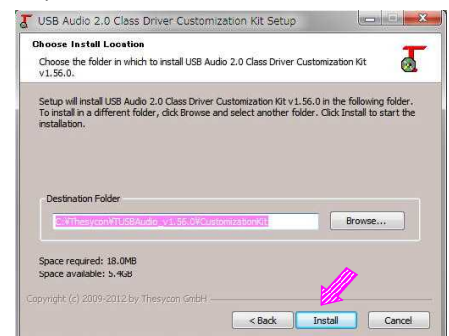 USB Audio 2.0 Class Driver Customization Kit Setup
Choose Install Location
Choose the folder in which to install USB Audio 2.0 Class Driver Customization Kit
v1.56.0.
Setup will install USB Audio 2.0 Class Driver Customization Kit v1.56.0 in the following folder.
To install in a different folder, click Browse and select another folder. Click Install to start the
installation.
Destination Folder
C:¥Thesycon¥TUSBAudio_v1.56.0¥CustomizationKit
Browse...
Space required: 18.0MB
Space available: 5.4GB
Copyright (c) 2009-2012 by Thesycon GmbH
< Back
Install
Cancel